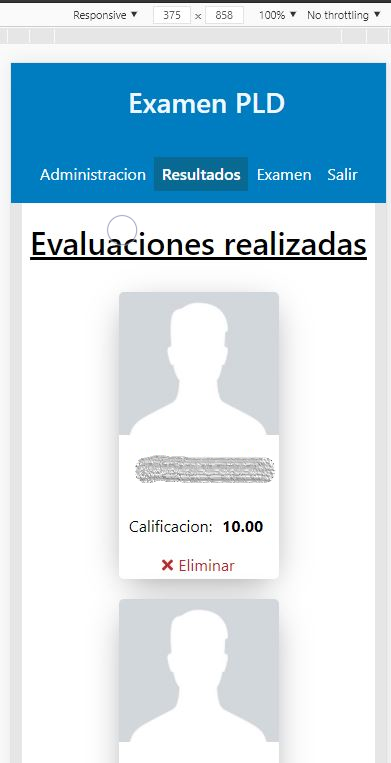 Responsive ▼ 375 x 858 100% ▼ No throttling ▼
Examen PLD
Administracion Resultados Examen Salir
Evaluaciones realizadas
Calificacion: 10.00
Eliminar